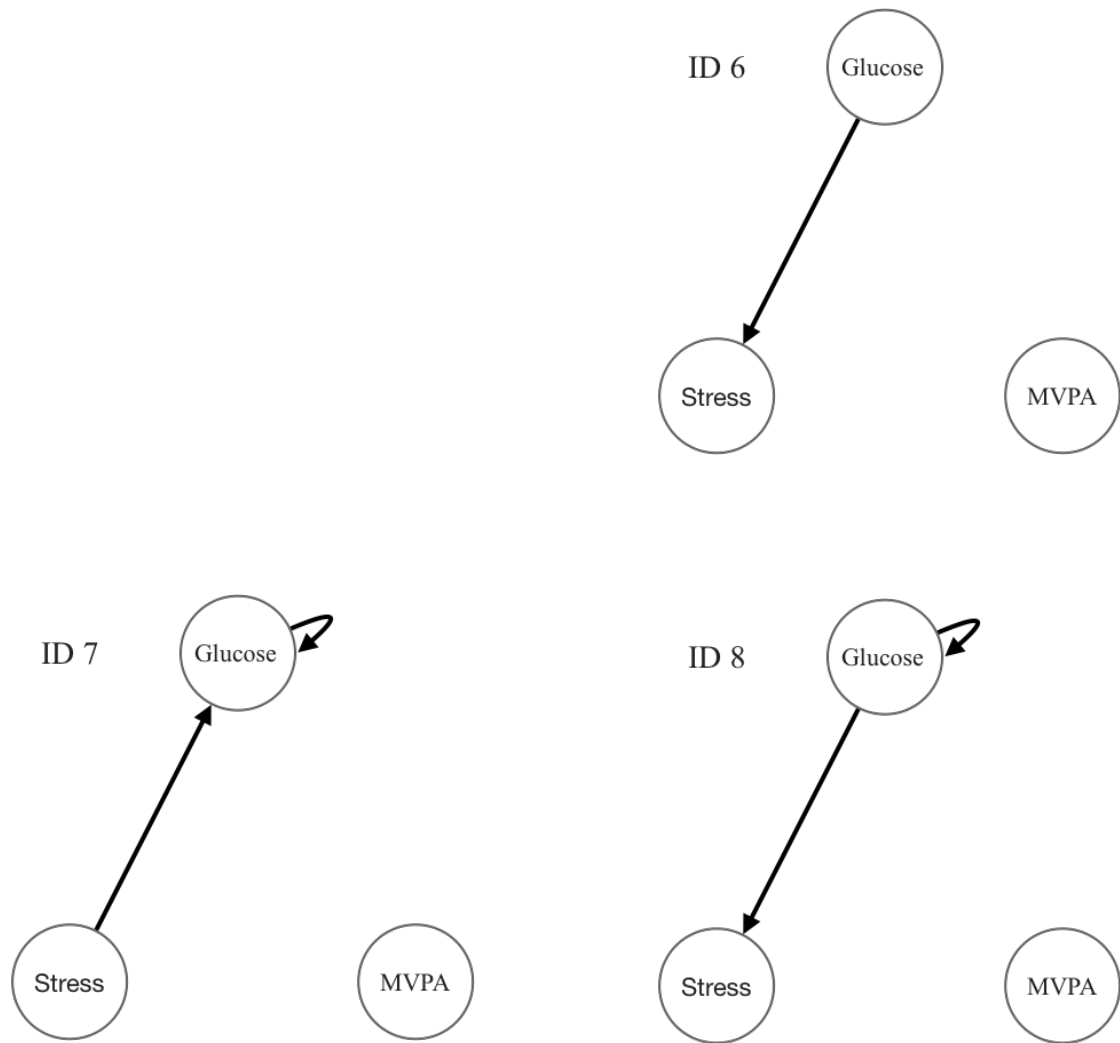 ID 6
Glucose
Stress
MVPA
ID 7
Glucose
Stress
MVPA
ID 8
Glucose
Stress
MVPA